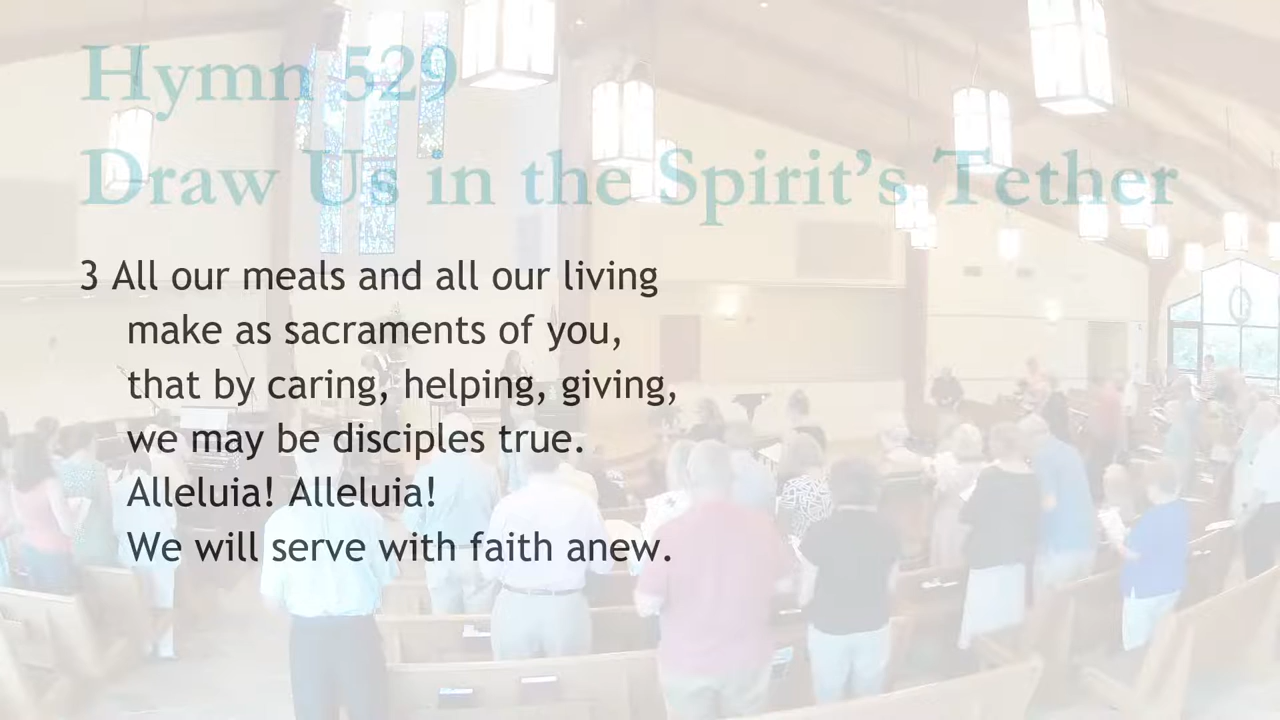 Hymn 529
Draw Us in the Spirit’s Tether
3 All our meals and all our living
make as sacraments of you,
that by caring, helping, giving,
we may be disciples true.
Alleluia! Alleluia!
We will serve with faith anew.